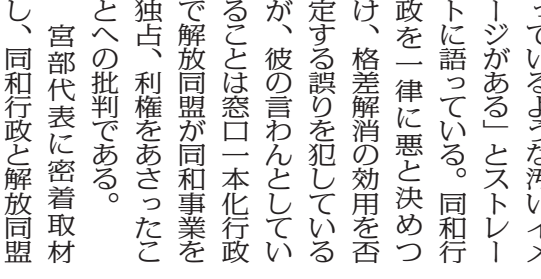 っているような汚いイメ
ージがある」とストレー
トに語っている。同和行
政を一律に悪と決めつ
け、格差解消の効用を否
定する誤りを犯している
が、彼の言わんとしてい
ることは窓口一本化行政
で解放同盟が同和事業を
独占、利権をあさったこ
とへの批判である。
　宮部代表に密着取材
し、同和行政と解放同盟